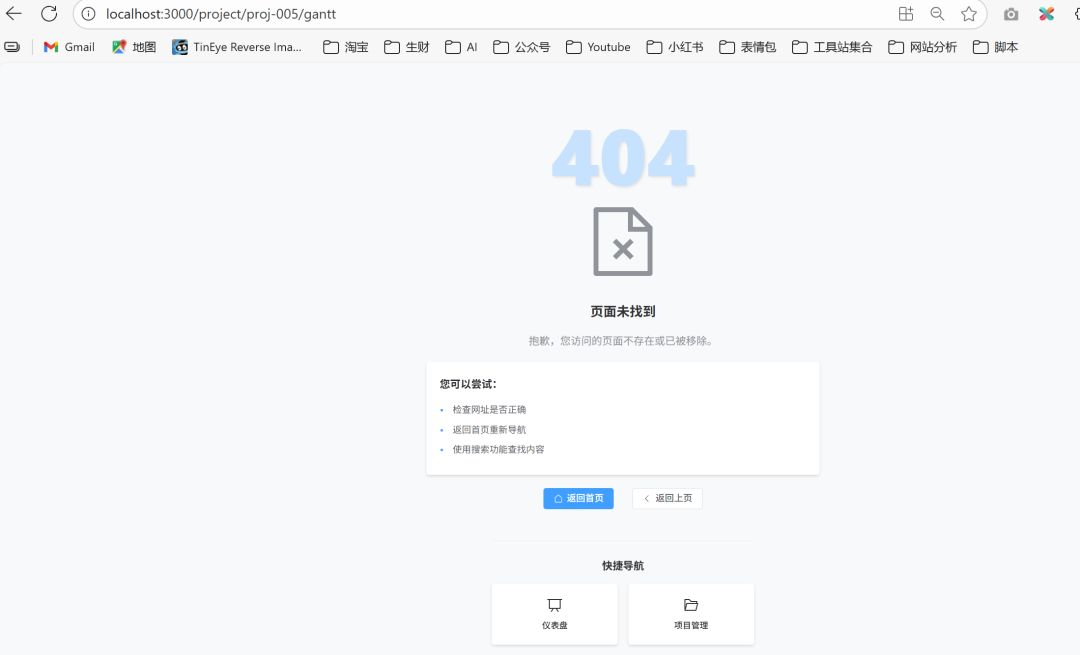 localhost:3000/project/proj-005/gantt
Gmail 地图 TinEye Reverse Ima... 淘宝 生财 AI 公众号 Youtube 小红书 表情包 工具站集合 网站分析 脚本
404
页面未找到
抱歉，您访问的页面不存在或已被移除。
您可以尝试：
• 检查网址是否正确
• 返回首页重新导航
• 使用搜索功能查找内容
返回首页 返回上页
快捷导航
仪表盘 项目管理